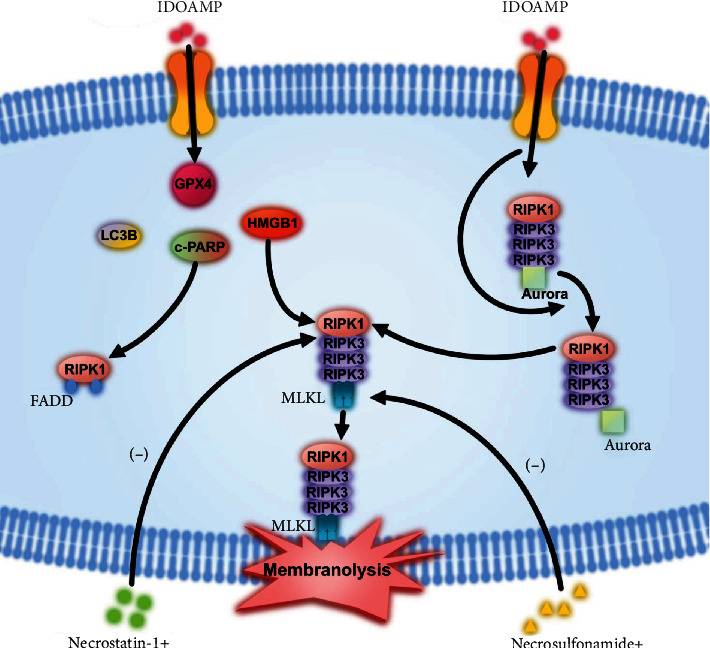 IDOAMP
IDOAMP
GPX4
LC3B
c-PARP
HMGB1
RIPK1
FADD
RIPK1
RIPK3
RIPK3
RIPK3
Aurora
RIPK1
RIPK3
RIPK3
RIPK3
Aurora
RIPK1
RIPK3
RIPK3
RIPK3
MLKL
(–)
(–)
RIPK1
RIPK3
RIPK3
RIPK3
MLKL
Membranolysis
Necrostatin-1+
Necrosulfonamide+